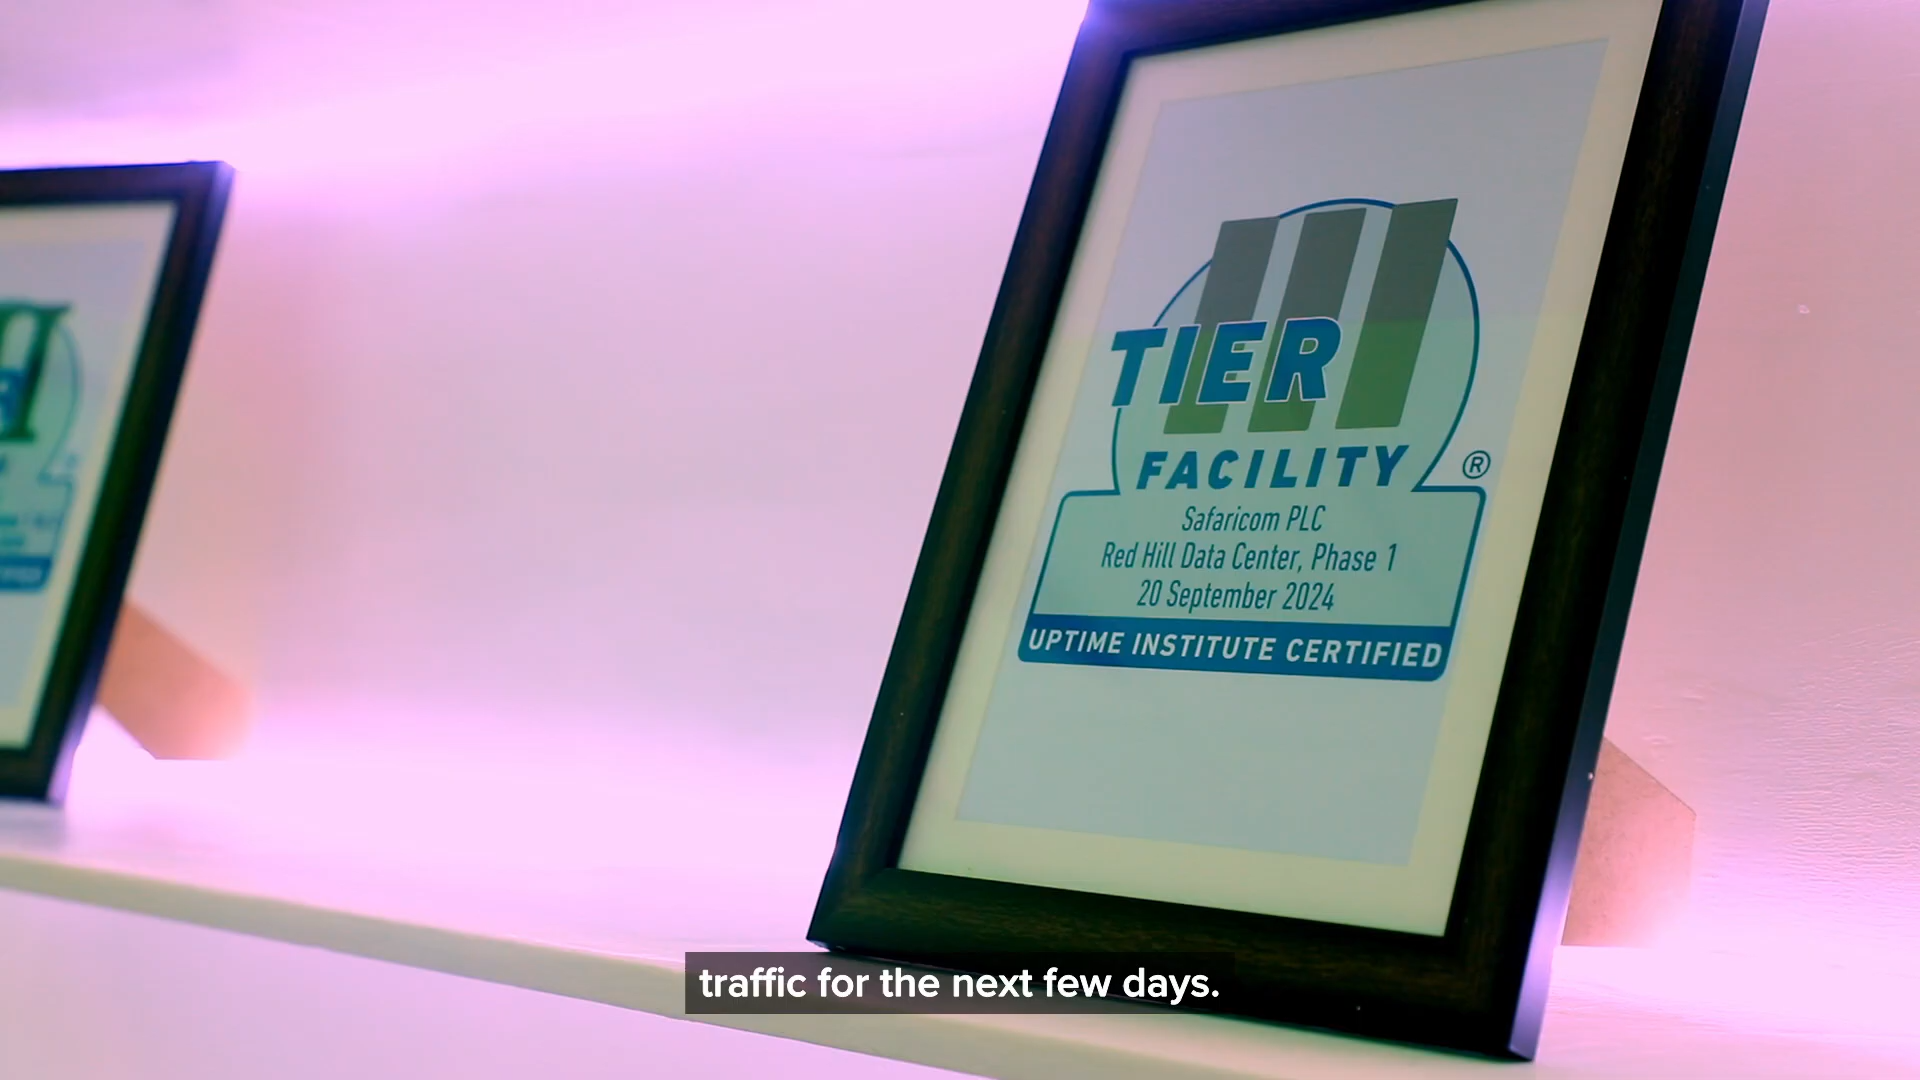 TIER III
FACILITY ®
Safaricom PLC
Red Hill Data Center, Phase 1
20 September 2024
UPTIME INSTITUTE CERTIFIED
traffic for the next few days.